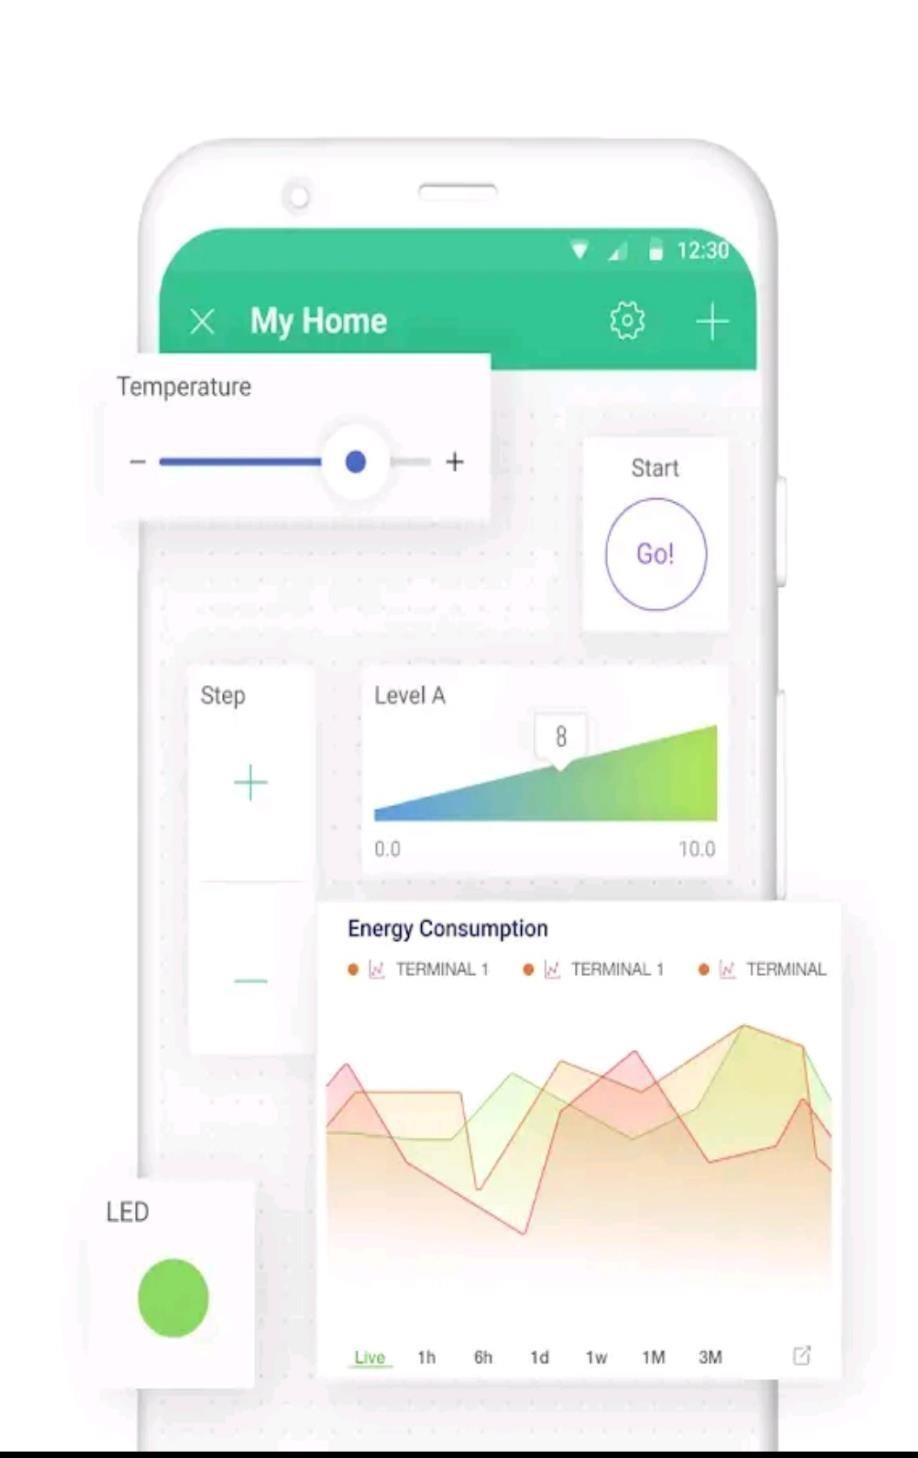 12:30
My Home
Temperature
− +
Start
Go!
Step
+
−
Level A
8
0.0 10.0
Energy Consumption
TERMINAL 1 TERMINAL 1 TERMINAL
Live 1h 6h 1d 1w 1M 3M
LED